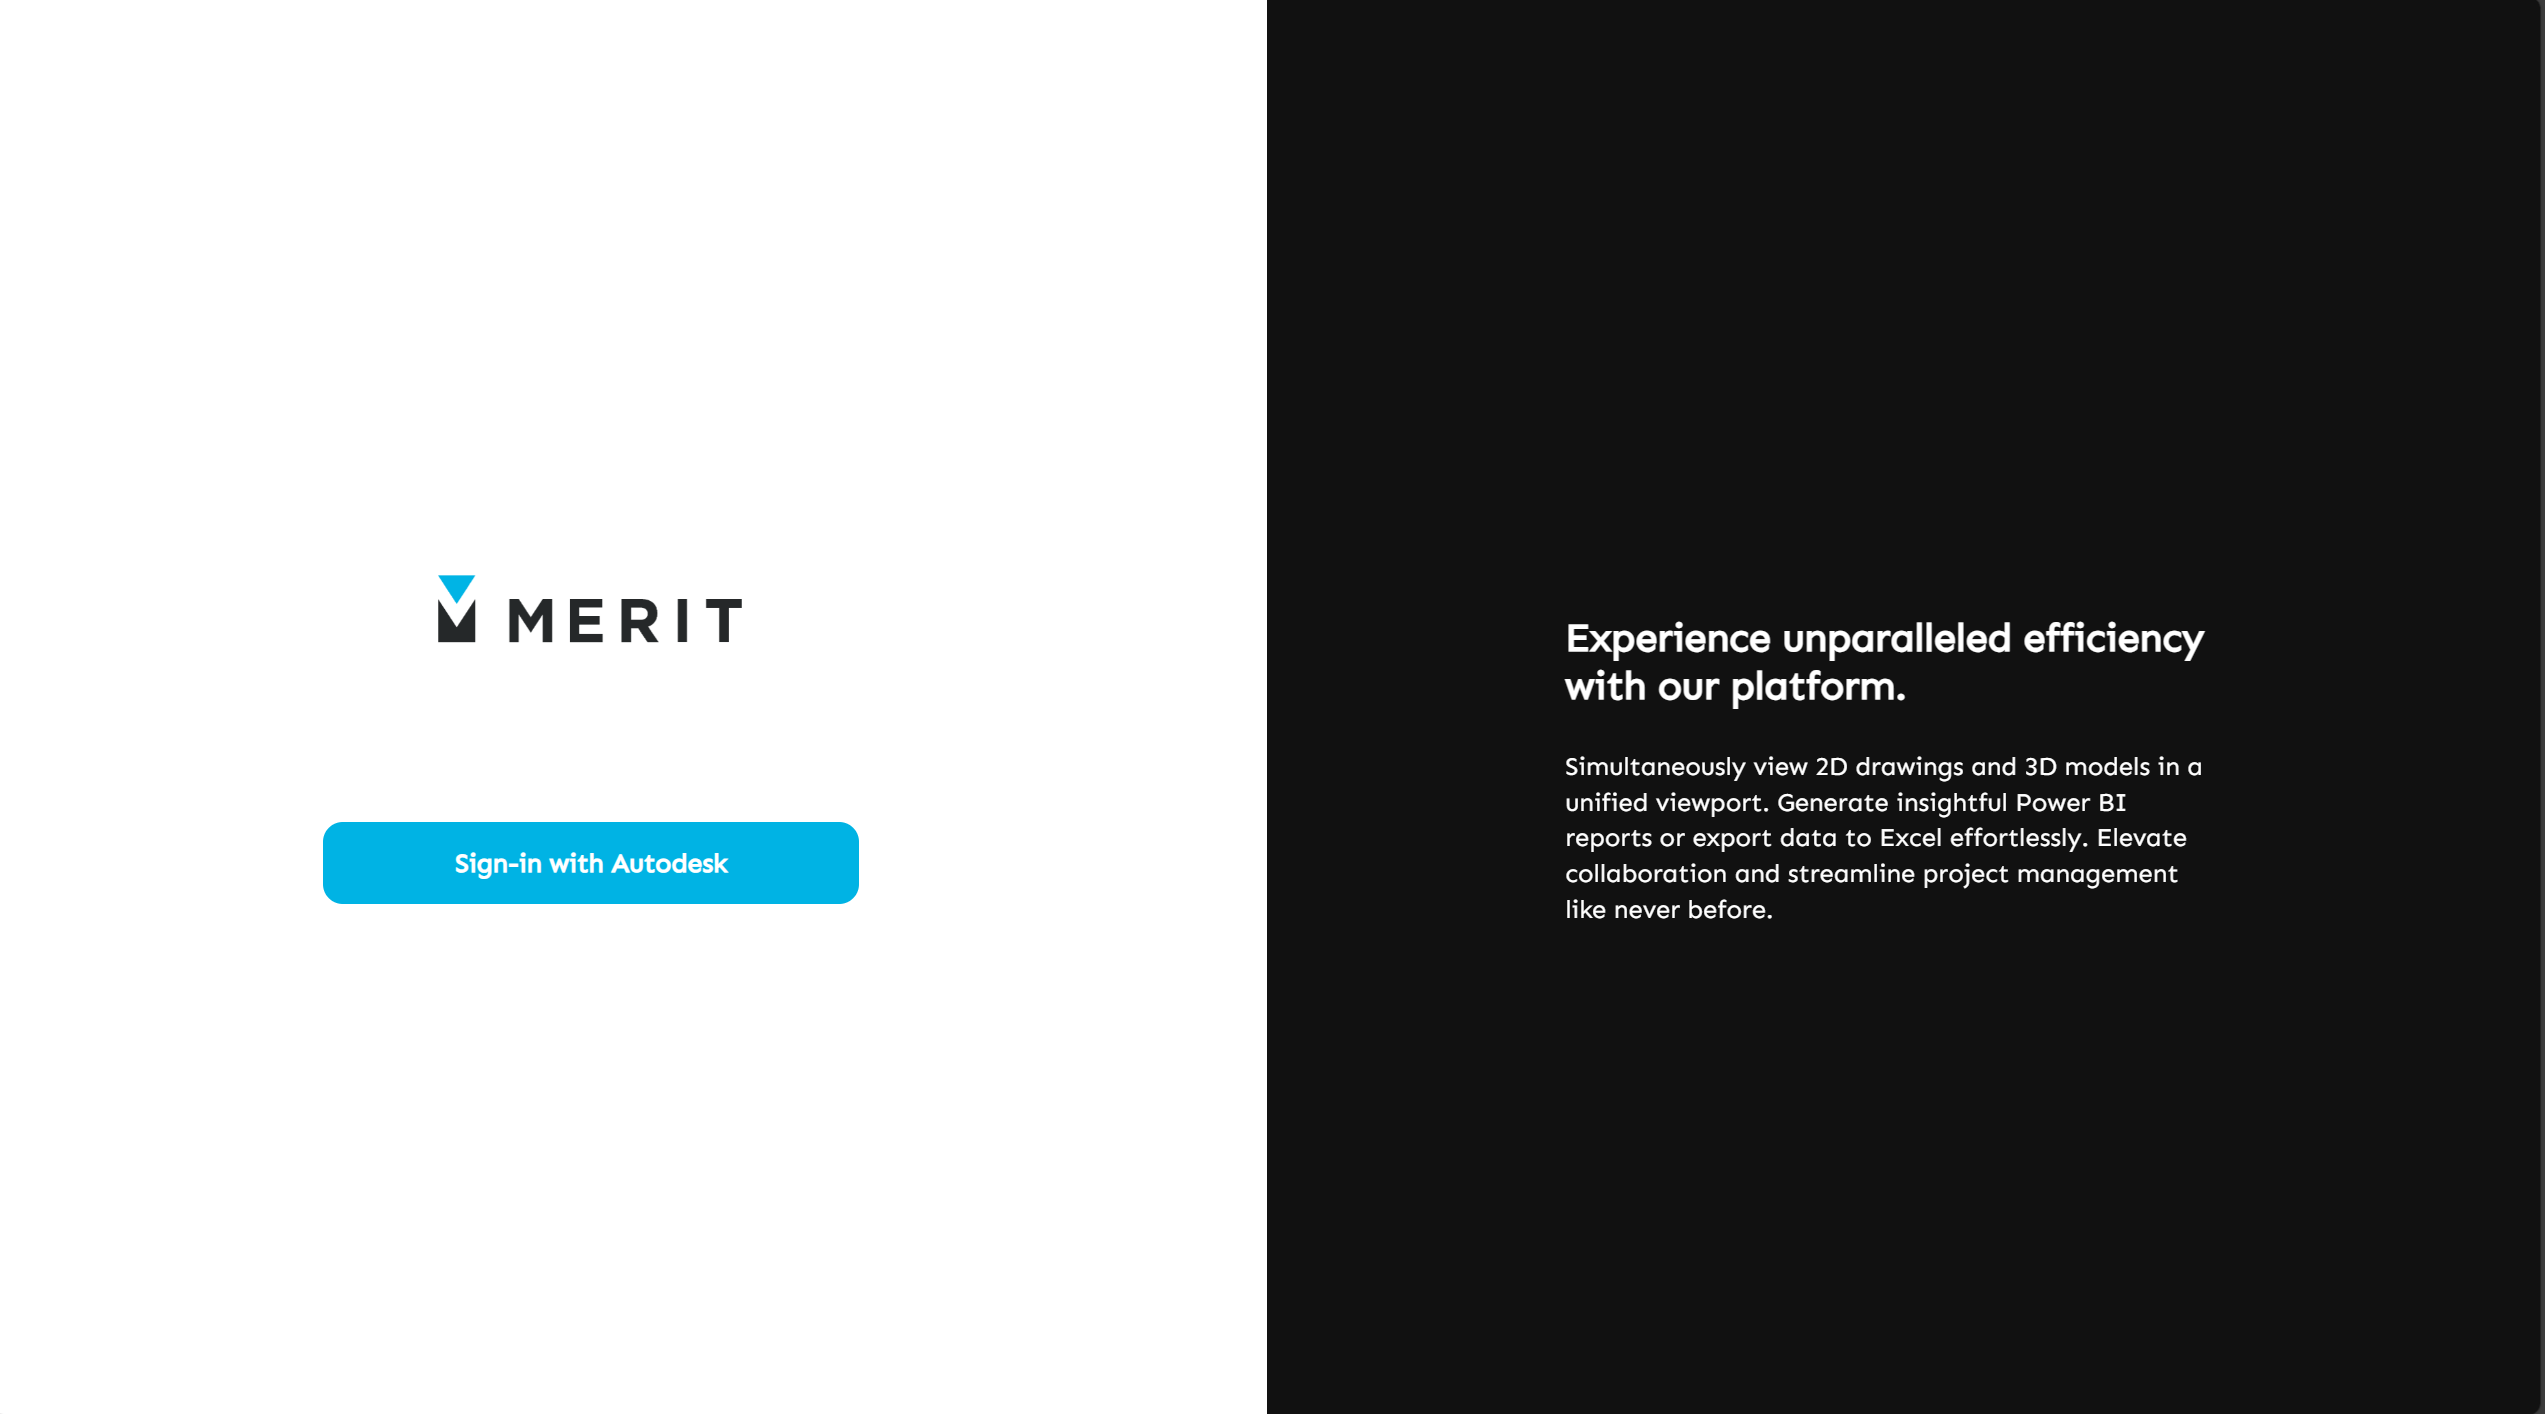 MERIT
Sign-in with Autodesk
Experience unparalleled efficiency
with our platform.
Simultaneously view 2D drawings and 3D models in a
unified viewport. Generate insightful Power BI
reports or export data to Excel effortlessly. Elevate
collaboration and streamline project management
like never before.